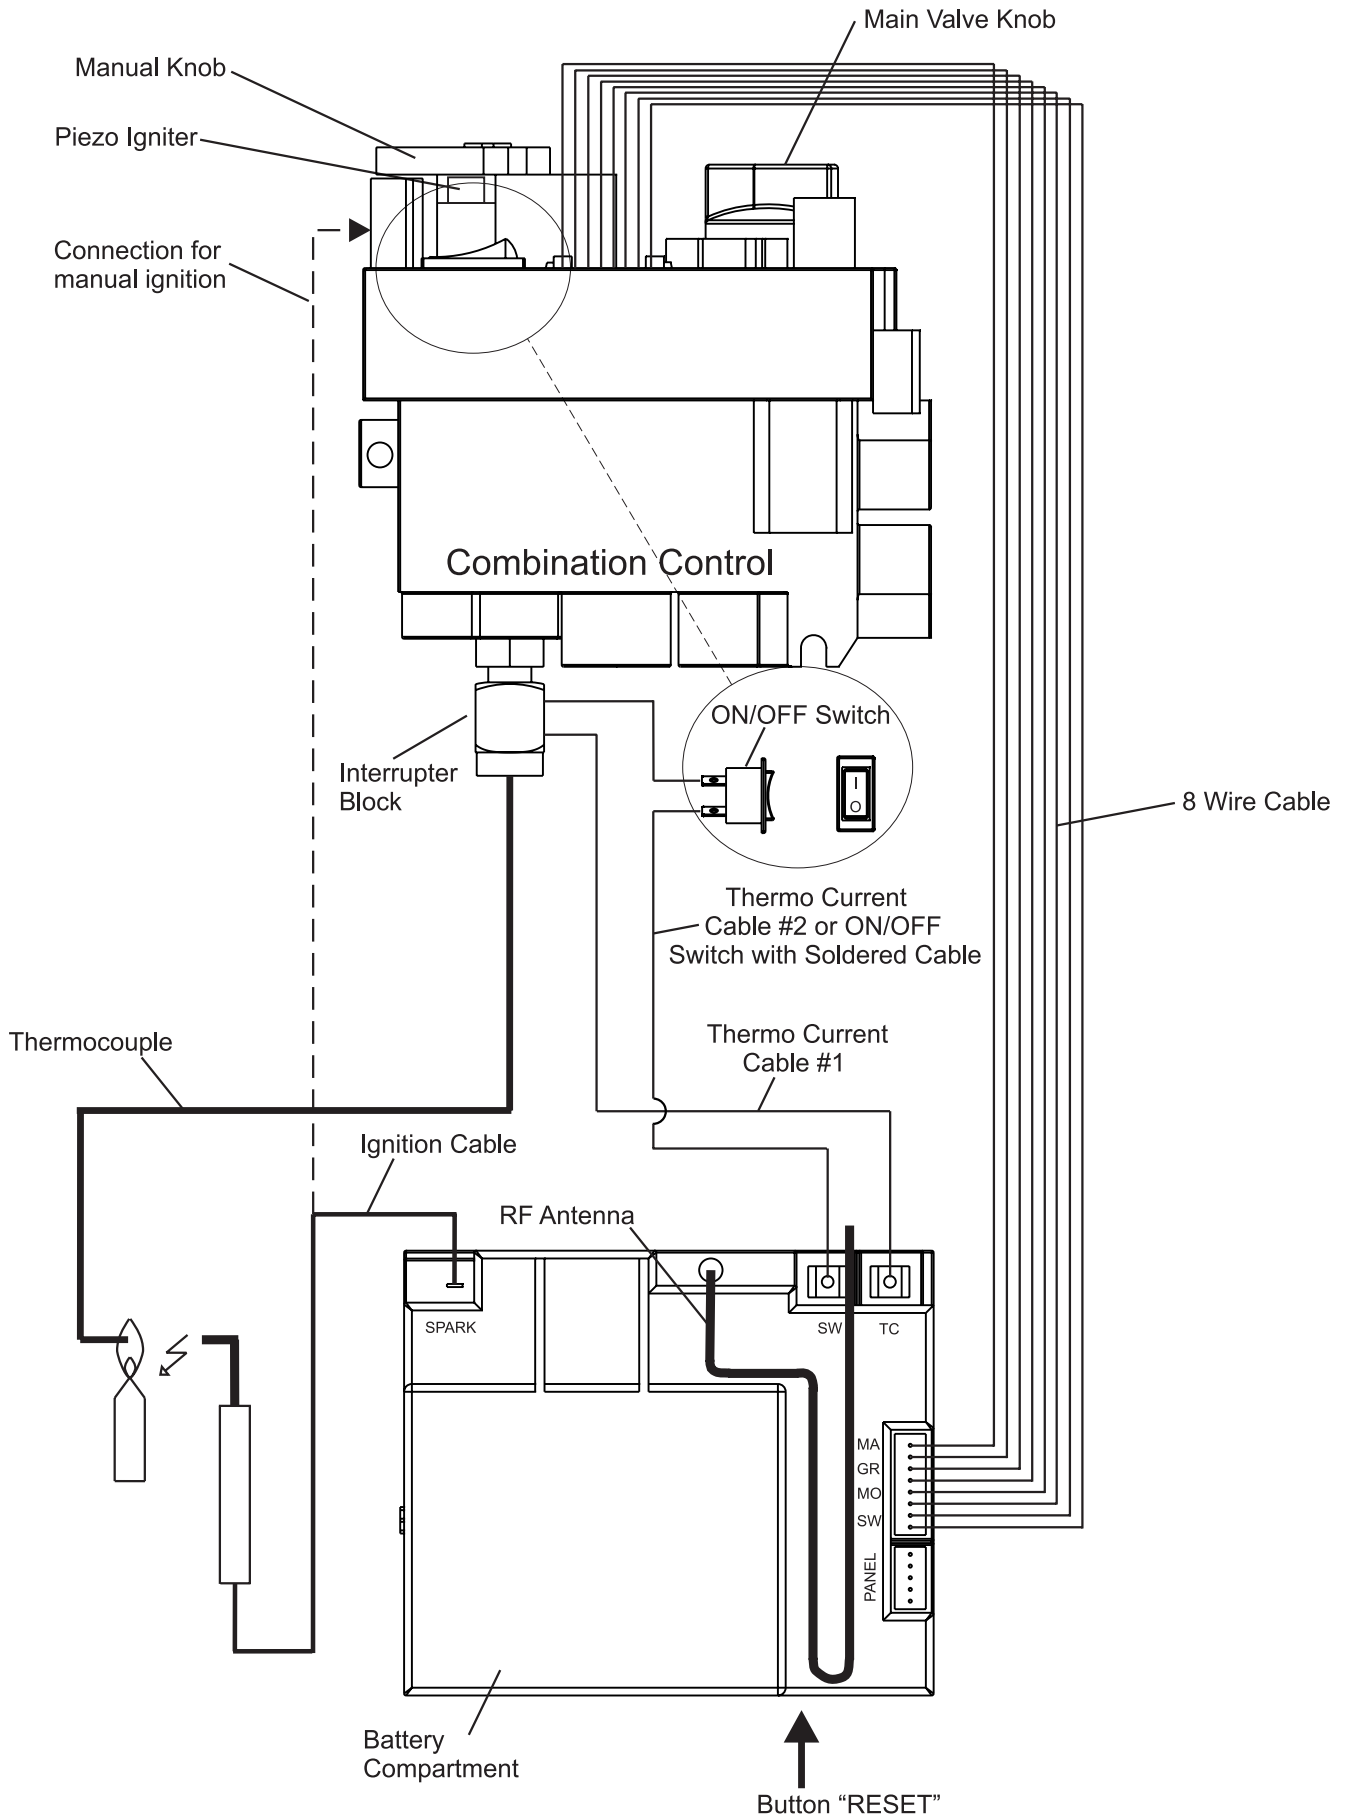 Main Valve Knob
Manual Knob
Piezo Igniter
Connection for
manual ignition
Combination Control
ON/OFF Switch
I
O
Interrupter
Block
8 Wire Cable
Thermo Current
Cable #2 or ON/OFF
Switch with Soldered Cable
Thermocouple
Thermo Current
Cable #1
Ignition Cable
RF Antenna
SPARK
SW
TC
MA
GR
MO
SW
PANEL
Battery
Compartment
Button “RESET”